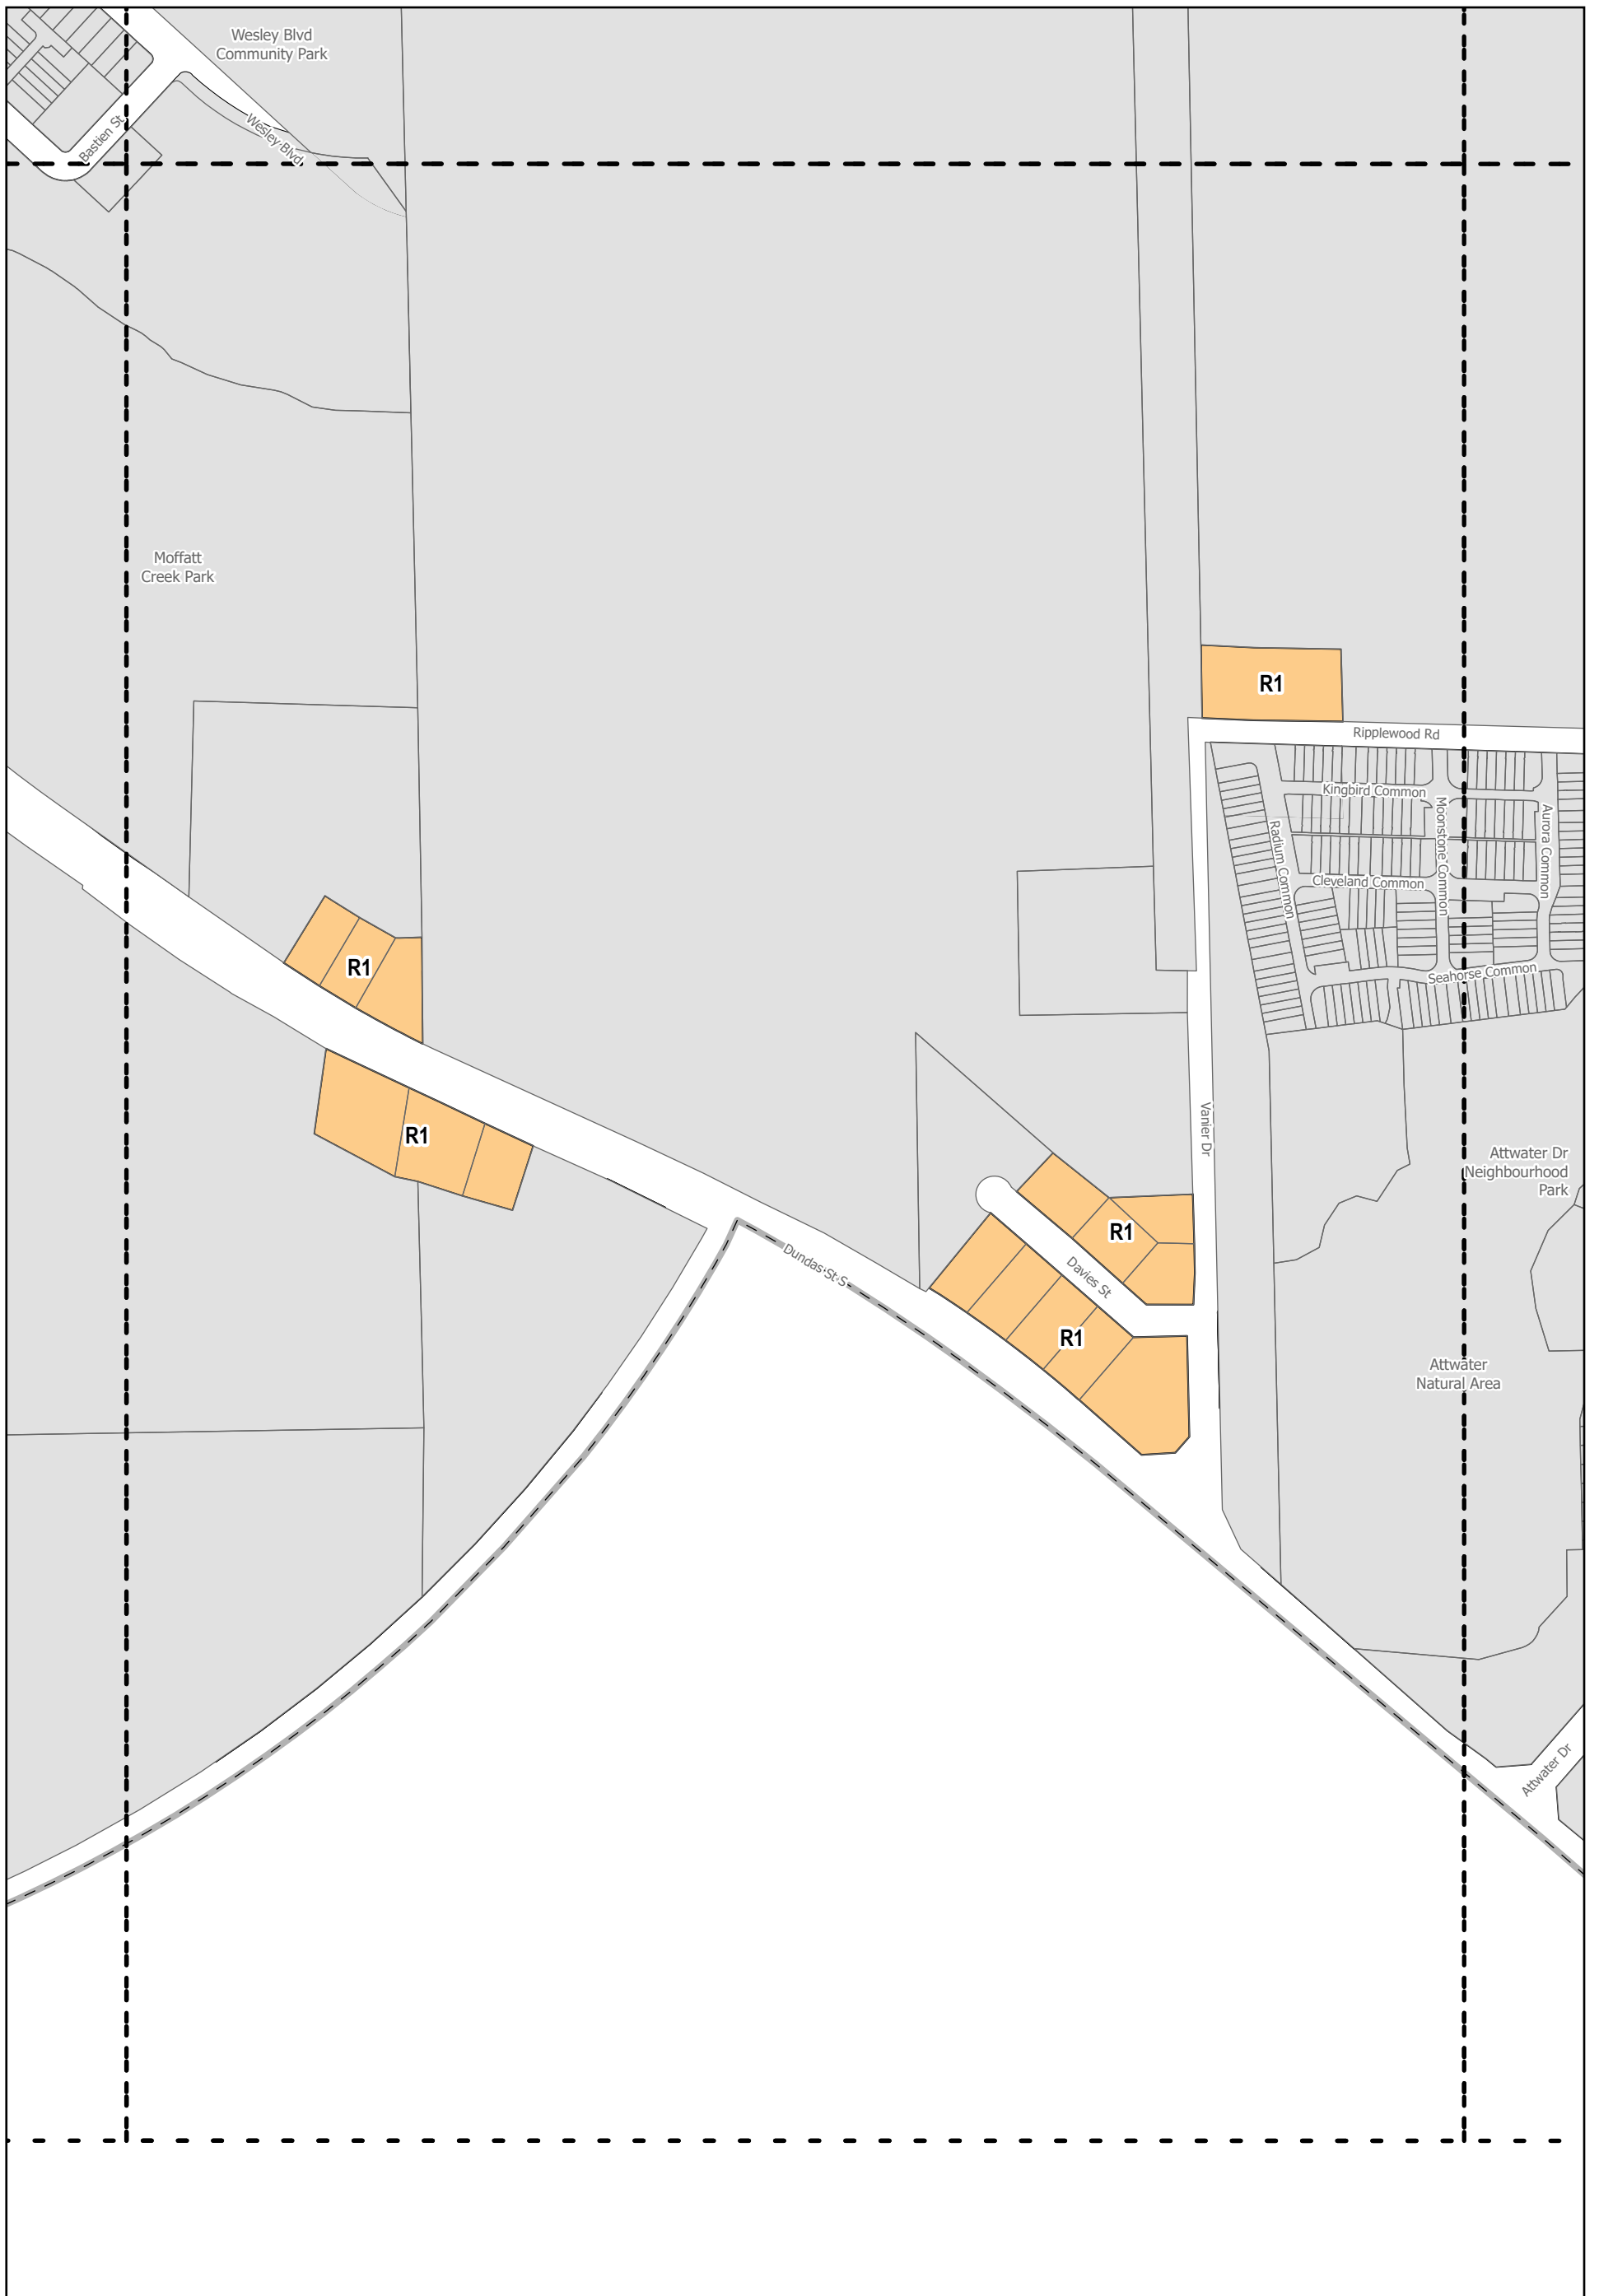 Wesley Blvd
Community Park
Bastien St
Wesley Blvd
Moffatt
Creek Park
R1
Ripplewood Rd
Kingbird Common
Moonstone Common
Aurora Common
Radium Common
Cleveland Common
Seahorse Common
R1
R1
Vanier Dr
Attwater Dr
Neighbourhood
Park
R1
Dundas St S
Davies St
R1
Attwater
Natural Area
Attwater Dr